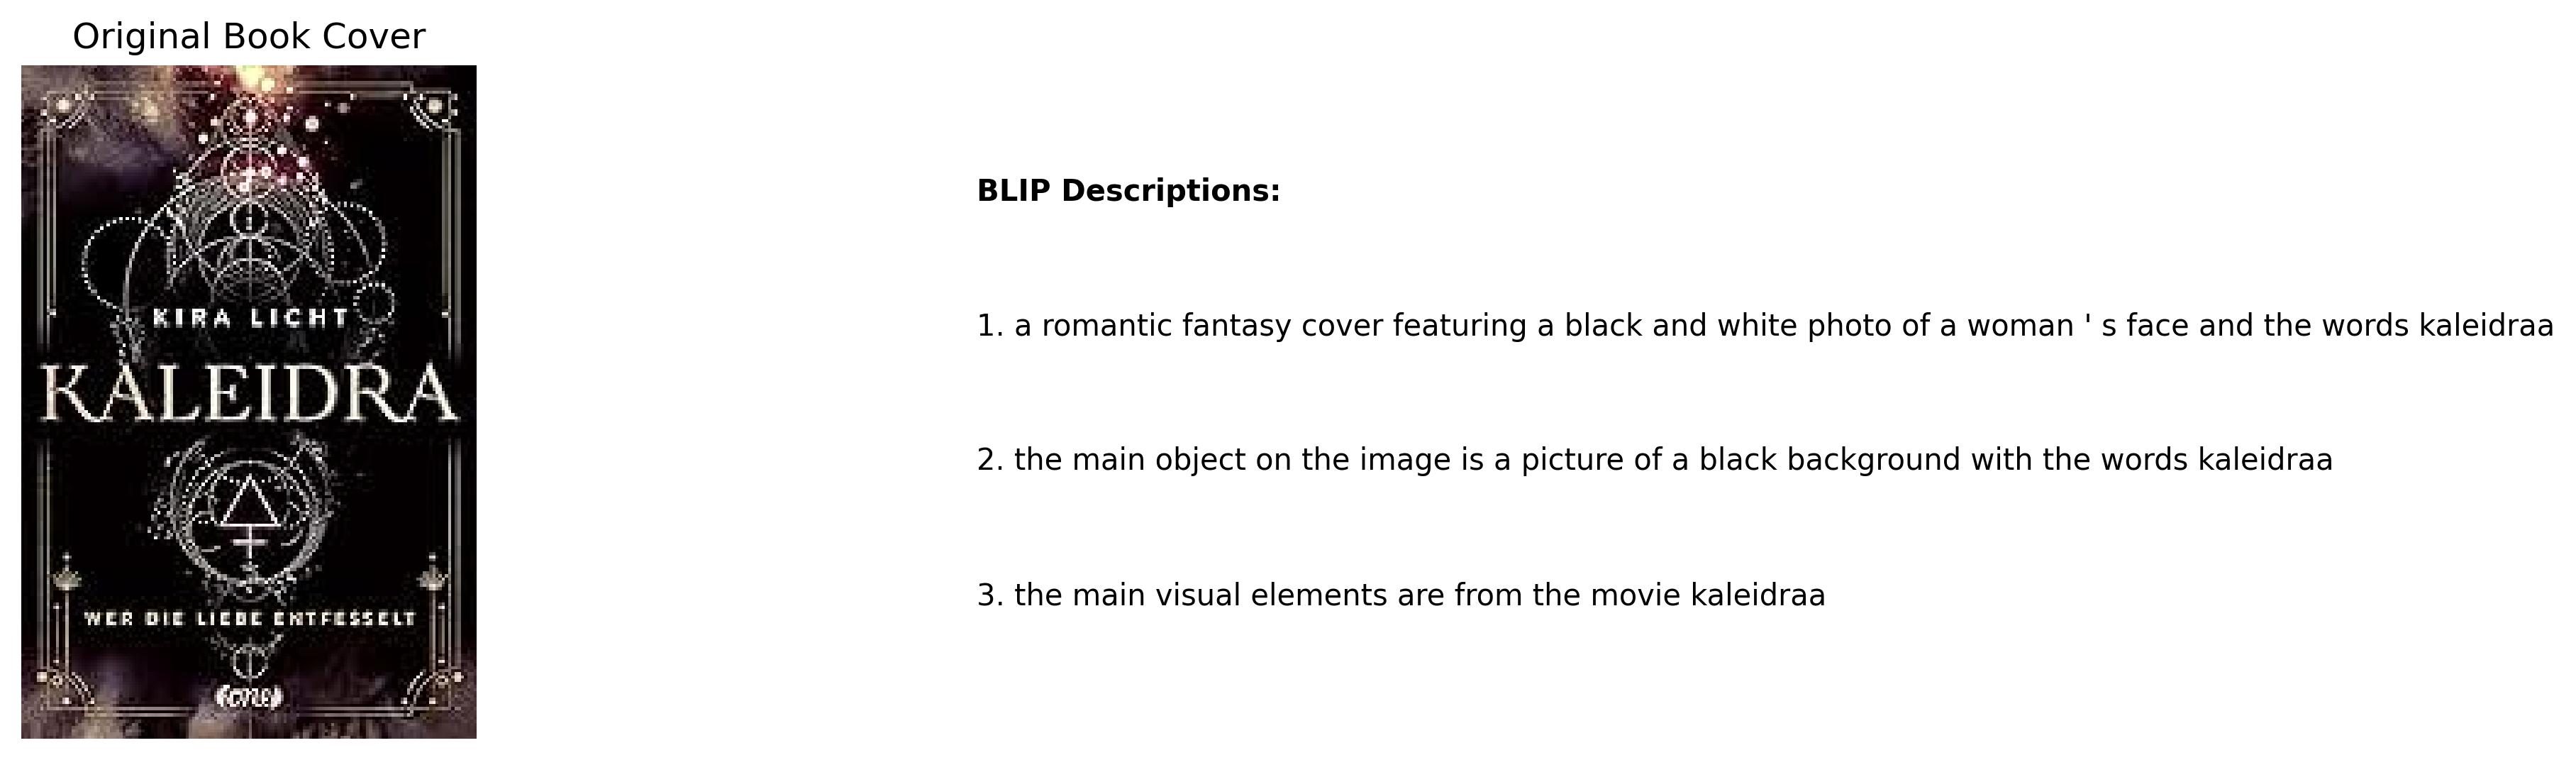 Original Book Cover
KIRA LICHT
KALEIDRA
WER DIE LIEBE ENTFESSELT
one
BLIP Descriptions:
1. a romantic fantasy cover featuring a black and white photo of a woman ' s face and the words kaleidraa
2. the main object on the image is a picture of a black background with the words kaleidraa
3. the main visual elements are from the movie kaleidraa